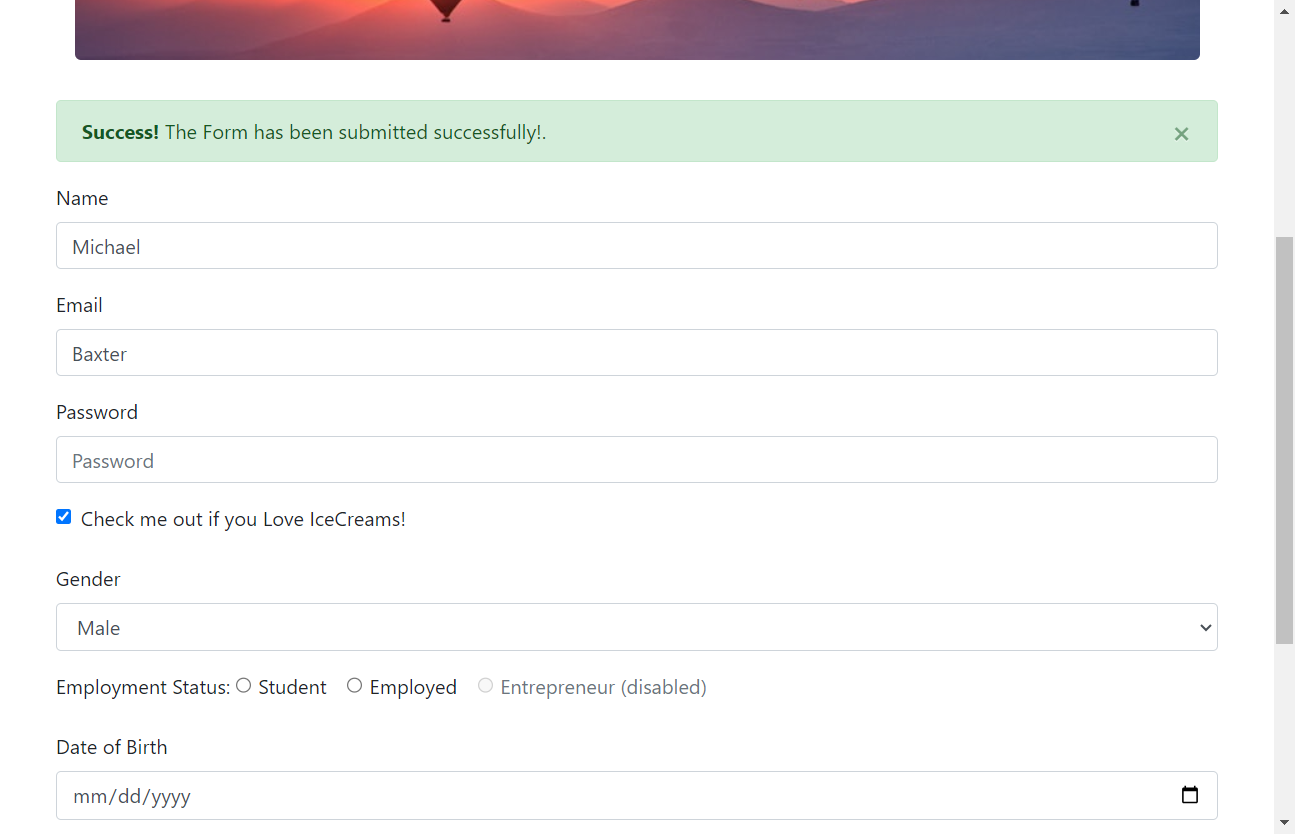 Success! The Form has been submitted successfully!.
×
Name
Michael
Email
Baxter
Password
Password
Check me out if you Love IceCreams!
Gender
Male
Employment Status: Student Employed Entrepreneur (disabled)
Date of Birth
mm/dd/yyyy